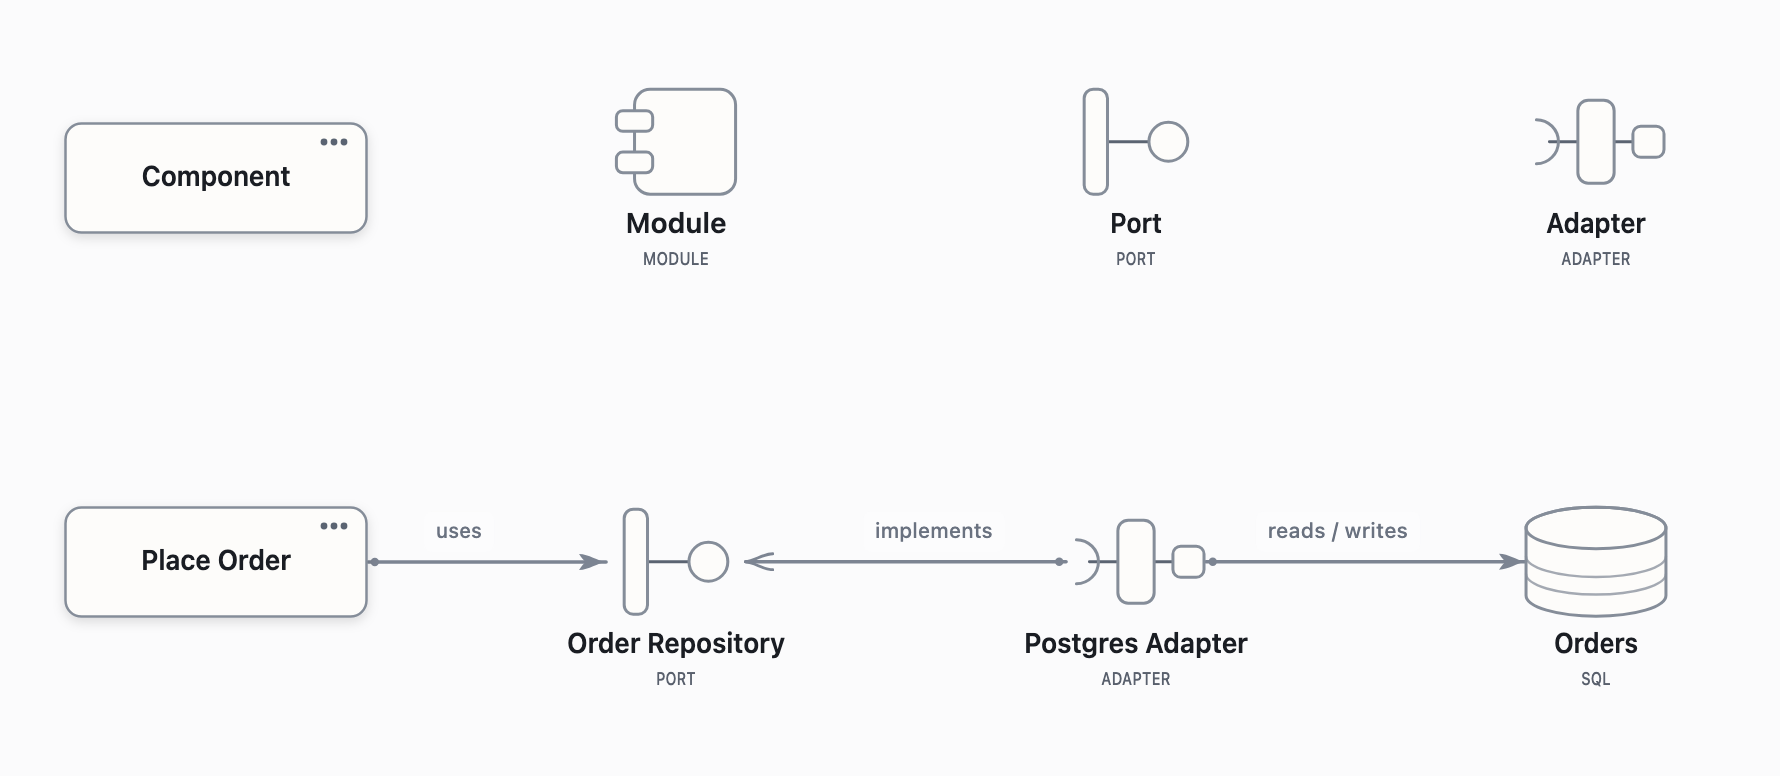 Component
Module
MODULE
Port
PORT
Adapter
ADAPTER
Place Order
uses
Order Repository
PORT
implements
Postgres Adapter
ADAPTER
reads / writes
Orders
SQL